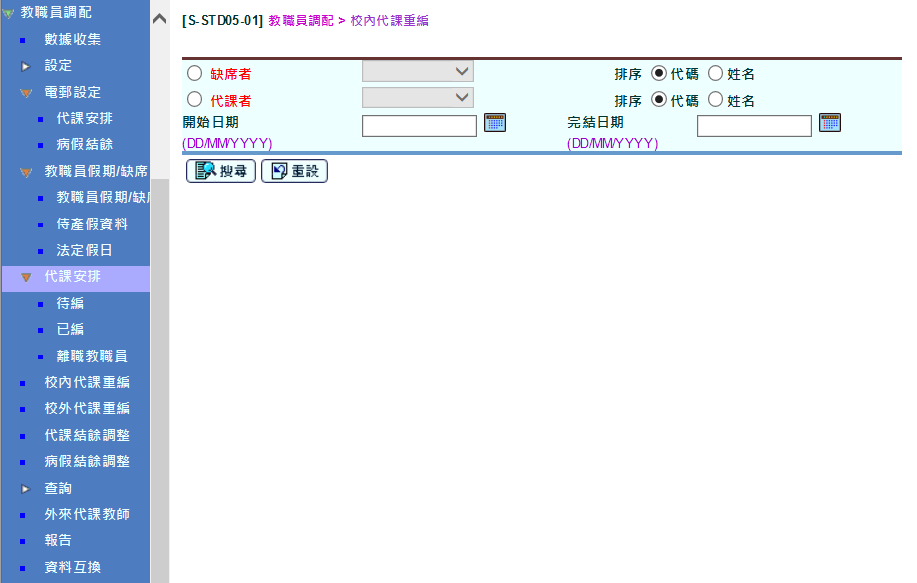 教職員調配
數據收集
設定
電郵設定
代課安排
病假結餘
教職員假期/缺席
教職員假期/缺席
侍產假資料
法定假日
代課安排
待編
已編
離職教職員
校內代課重編
校外代課重編
代課結餘調整
病假結餘調整
查詢
外來代課教師
報告
資料互換
[S-STD05-01] 教職員調配 > 校內代課重編
缺席者 排序 代碼 姓名
代課者 排序 代碼 姓名
開始日期 完結日期
(DD/MM/YYYY) (DD/MM/YYYY)
搜尋 重設